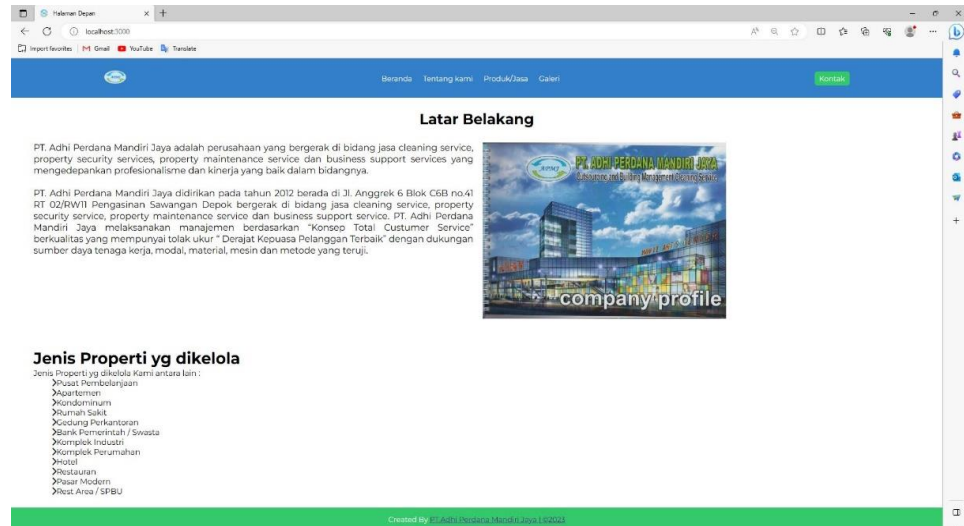 Halaman Depan
localhost:3000
Import favorites M Gmail YouTube Translate
Beranda Tentang kami Produk/Jasa Galeri Kontak
Latar Belakang
PT. Adhi Perdana Mandiri Jaya adalah perusahaan yang bergerak di bidang jasa cleaning service,
property security services, property maintenance service dan business support services yang
mengedepankan profesionalisme dan kinerja yang baik dalam bidangnya.
PT. Adhi Perdana Mandiri Jaya didirikan pada tahun 2012 berada di Jl. Anggrek 6 Blok C6B no.41
RT 02/RW11 Pengasinan Sawangan Depok bergerak di bidang jasa cleaning service, property
security service, property maintenance service dan business support service. PT. Adhi Perdana
Mandiri Jaya melaksanakan manajemen berdasarkan “Konsep Total Custumer Service”
berkualitas yang mempunyai tolak ukur “ Derajat Kepuasa Pelanggan Terbaik” dengan dukungan
sumber daya tenaga kerja, modal, material, mesin dan metode yang teruji.
PT. ADHI PERDANA MANDIRI JAYA
Outsourcing and Building Management Cleaning Service
company profile
Jenis Properti yg dikelola
Jenis Properti yg dikelola Kami antara lain :
Pusat Pembelanjaan
Apartemen
Kondominum
Rumah Sakit
Gedung Perkantoran
Bank Pemerintah / Swasta
Komplek Industri
Komplek Perumahan
Hotel
Restauran
Pasar Modern
Rest Area / SPBU
Created By PT.Adhi Perdana Mandiri Jaya | ©2023